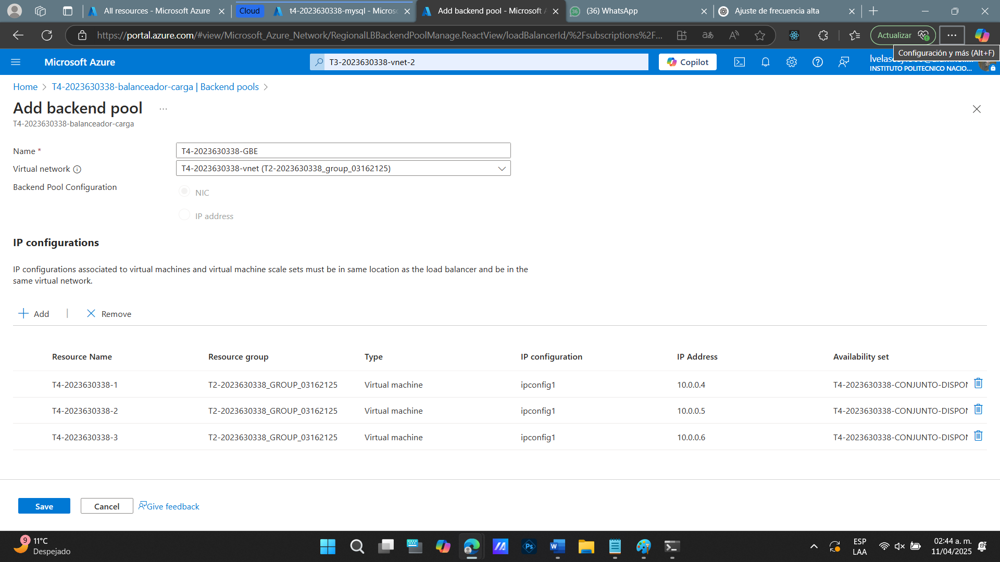 All resources - Microsoft Azure
Cloud
t4-2023630338-mysql - Micros
Add backend pool - Microsoft A
(36) WhatsApp
Ajuste de frecuencia alta
https://portal.azure.com/#view/Microsoft_Azure_Network/RegionalLBBackendPoolManage.ReactView/loadBalancerId/%2Fsubscriptions%2F...
Actualizar
Configuración y más (Alt+F)
Microsoft Azure
T3-2023630338-vnet-2
Copilot
INSTITUTO POLITECNICO NACIO...
Home > T4-2023630338-balanceador-carga | Backend pools >
Add backend pool ...
T4-2023630338-balanceador-carga
Name *
T4-2023630338-GBE
Virtual network
T4-2023630338-vnet (T2-2023630338_group_03162125)
Backend Pool Configuration
NIC
IP address
IP configurations
IP configurations associated to virtual machines and virtual machine scale sets must be in same location as the load balancer and be in the
same virtual network.
Add | Remove
Resource Name Resource group Type IP configuration IP Address Availability set
T4-2023630338-1 T2-2023630338_GROUP_03162125 Virtual machine ipconfig1 10.0.0.4 T4-2023630338-CONJUNTO-DISPON
T4-2023630338-2 T2-2023630338_GROUP_03162125 Virtual machine ipconfig1 10.0.0.5 T4-2023630338-CONJUNTO-DISPON
T4-2023630338-3 T2-2023630338_GROUP_03162125 Virtual machine ipconfig1 10.0.0.6 T4-2023630338-CONJUNTO-DISPON
Save
Cancel
Give feedback
9
11°C
Despejado
ESP
LAA
02:44 a. m.
11/04/2025